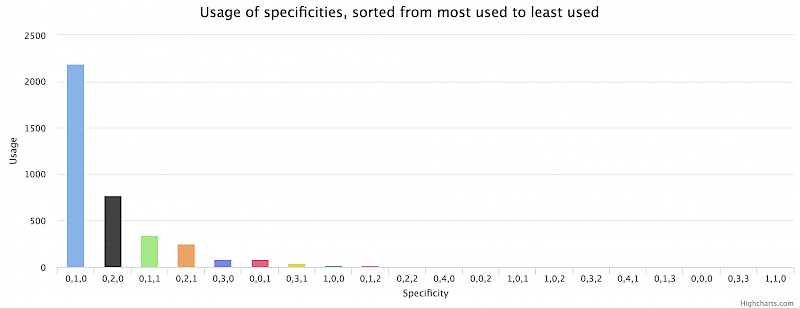 Usage of specificities, sorted from most used to least used
2500
2000
1500
1000
500
0
Usage
0,1,0 0,2,0 0,1,1 0,2,1 0,3,0 0,0,1 0,3,1 1,0,0 0,1,2 0,2,2 0,4,0 0,0,2 1,0,1 1,0,2 0,3,2 0,4,1 0,1,3 0,0,0 0,3,3 1,1,0
Specificity
Highcharts.com